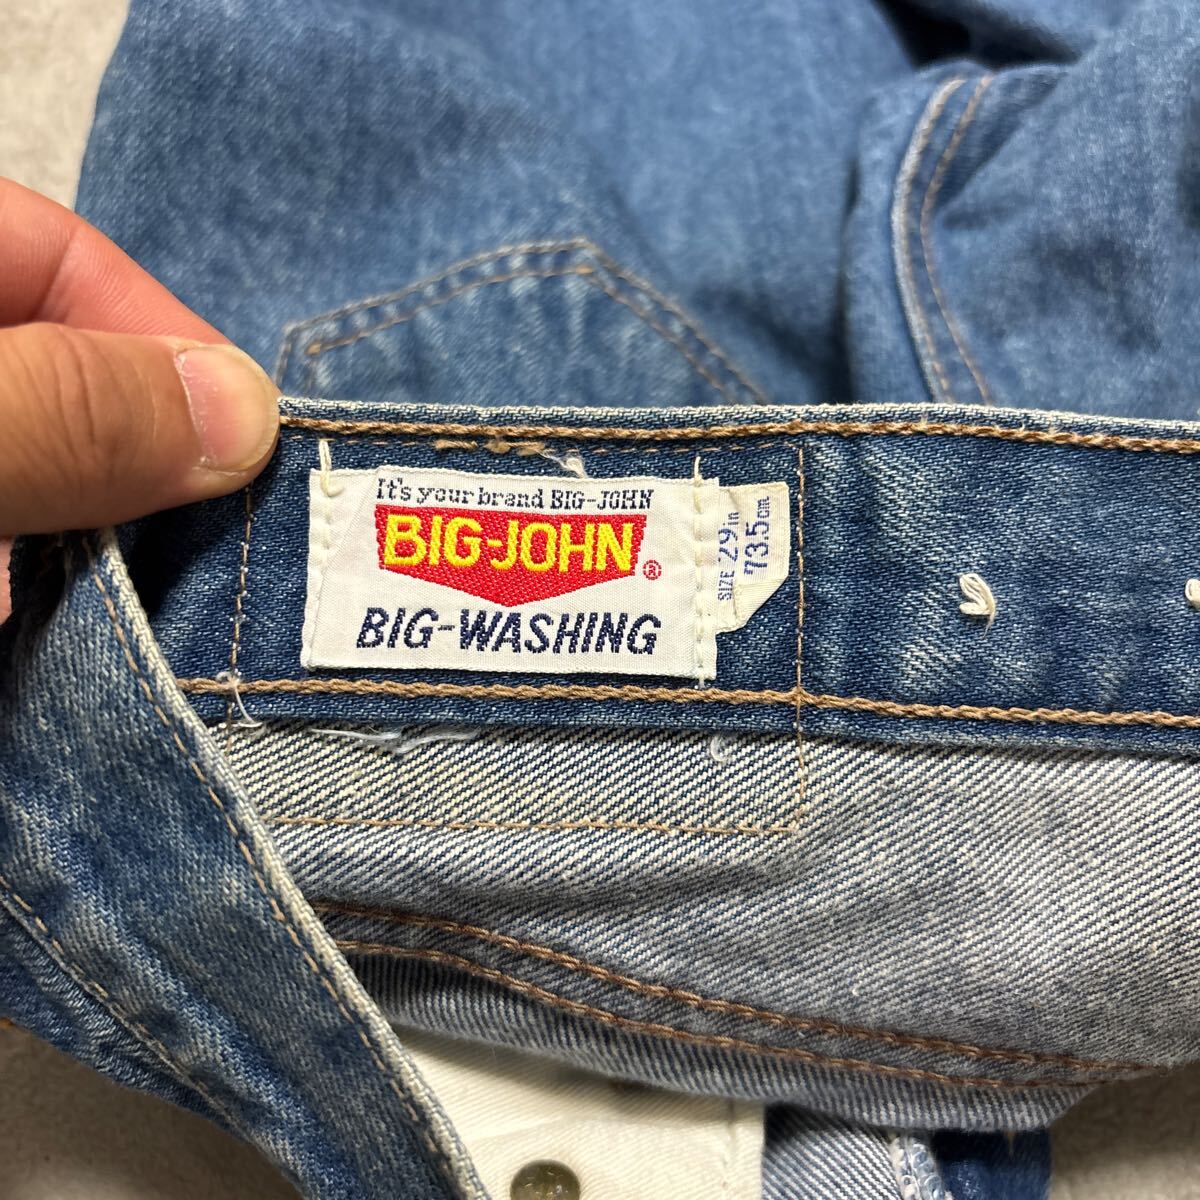 It's your brand BIG-JOHN
BIG-JOHN
®
BIG-WASHING
SIZE 29in
73.5cm